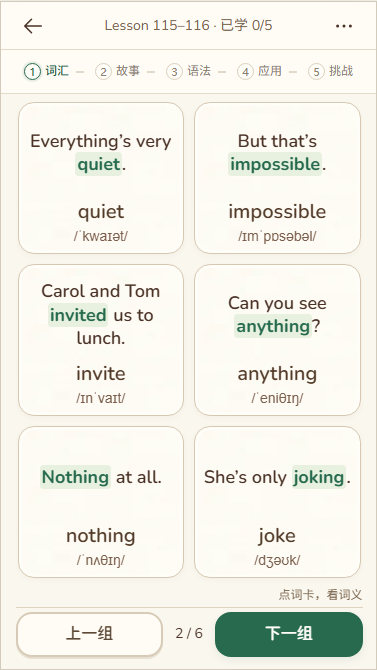 Lesson 115–116 · 已学 0/5
1 词汇 – 2 故事 – 3 语法 – 4 应用 – 5 挑战
Everything's very
quiet.
quiet
/ˈkwaɪət/
But that's
impossible.
impossible
/ɪmˈpɒsəbəl/
Carol and Tom
invited us to
lunch.
invite
/ɪnˈvaɪt/
Can you see
anything?
anything
/ˈeniθɪŋ/
Nothing at all.
nothing
/ˈnʌθɪŋ/
She's only joking.
joke
/dʒəʊk/
点词卡，看词义
上一组
2 / 6
下一组